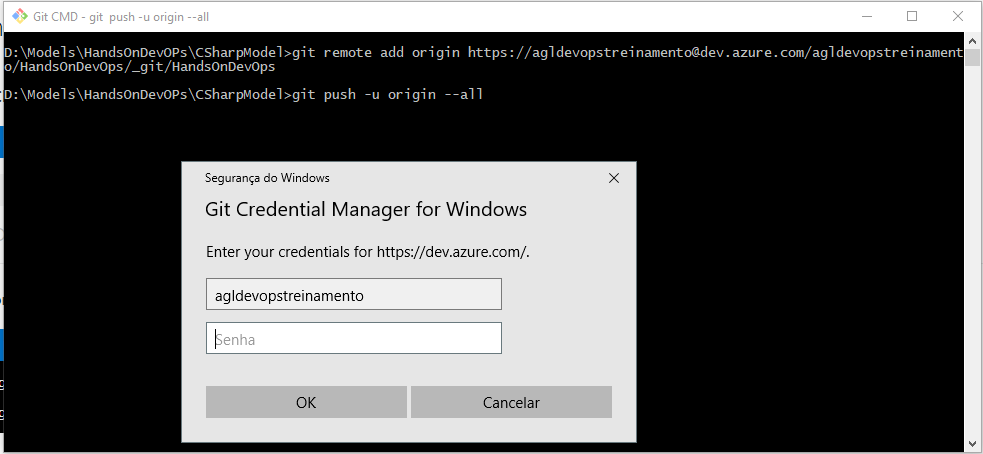 Git CMD - git  push -u origin --all
D:\Models\HandsOnDevOPs\CSharpModel>git remote add origin https://agldevopstreinamento@dev.azure.com/agldevopstreinament
o/HandsOnDevOps/_git/HandsOnDevOps
D:\Models\HandsOnDevOPs\CSharpModel>git push -u origin --all
Segurança do Windows
Git Credential Manager for Windows
Enter your credentials for https://dev.azure.com/.
agldevopstreinamento
Senha
OK
Cancelar